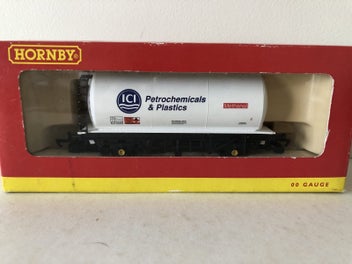 HORNBY
ICI
Petrochemicals
& Plastics
Methanol
00 GAUGE